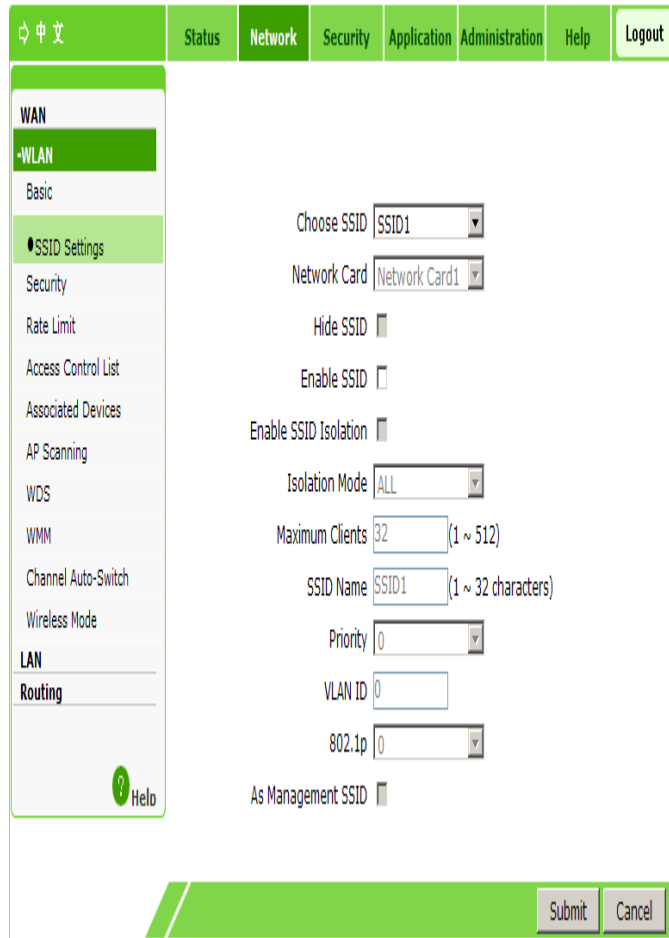 ⇨ 中文
Status Network Security Application Administration Help Logout
WAN
-WLAN
Basic
SSID Settings
Security
Rate Limit
Access Control List
Associated Devices
AP Scanning
WDS
WMM
Channel Auto-Switch
Wireless Mode
LAN
Routing
? Help
Choose SSID SSID1
Network Card Network Card1
Hide SSID
Enable SSID
Enable SSID Isolation
Isolation Mode ALL
Maximum Clients 32 (1 ~ 512)
SSID Name SSID1 (1 ~ 32 characters)
Priority 0
VLAN ID 0
802.1p 0
As Management SSID
Submit Cancel